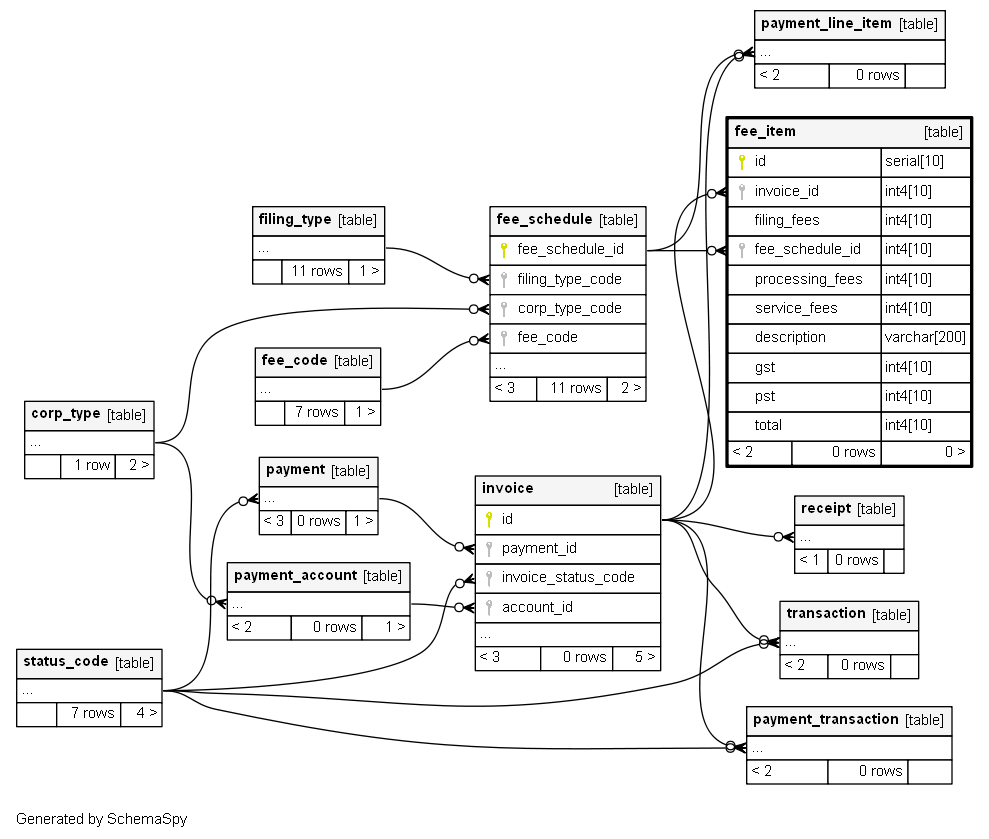 payment_line_item [table]
...
< 2 0 rows
fee_item [table]
id serial[10]
invoice_id int4[10]
filing_fees int4[10]
fee_schedule_id int4[10]
processing_fees int4[10]
service_fees int4[10]
description varchar[200]
gst int4[10]
pst int4[10]
total int4[10]
< 2 0 rows 0 >
filing_type [table]
...
11 rows 1 >
fee_schedule [table]
fee_schedule_id
filing_type_code
corp_type_code
fee_code
...
< 3 11 rows 2 >
fee_code [table]
...
7 rows 1 >
corp_type [table]
...
1 row 2 >
payment [table]
...
< 3 0 rows 1 >
invoice [table]
id
payment_id
invoice_status_code
account_id
...
< 3 0 rows 5 >
receipt [table]
...
< 1 0 rows
payment_account [table]
...
< 2 0 rows 1 >
transaction [table]
...
< 2 0 rows
status_code [table]
...
7 rows 4 >
payment_transaction [table]
...
< 2 0 rows
Generated by SchemaSpy